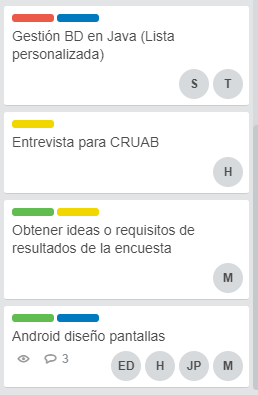 Gestión BD en Java (Lista
personalizada)
S T
Entrevista para CRUAB
H
Obtener ideas o requisitos de
resultados de la encuesta
M
Android diseño pantallas
3 ED H JP M